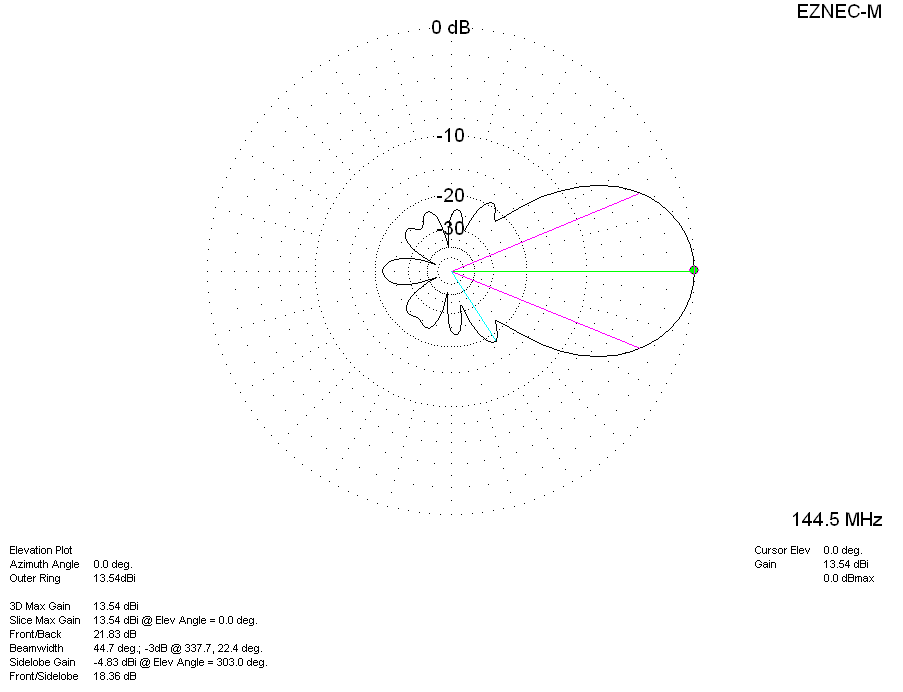 EZNEC-M
0 dB
-10
-20
-30
144.5 MHz
Elevation Plot
Azimuth Angle 0.0 deg.
Outer Ring 13.54dBi
Cursor Elev 0.0 deg.
Gain 13.54 dBi
0.0 dBmax
3D Max Gain 13.54 dBi
Slice Max Gain 13.54 dBi @ Elev Angle = 0.0 deg.
Front/Back 21.83 dB
Beamwidth 44.7 deg.; -3dB @ 337.7, 22.4 deg.
Sidelobe Gain -4.83 dBi @ Elev Angle = 303.0 deg.
Front/Sidelobe 18.36 dB